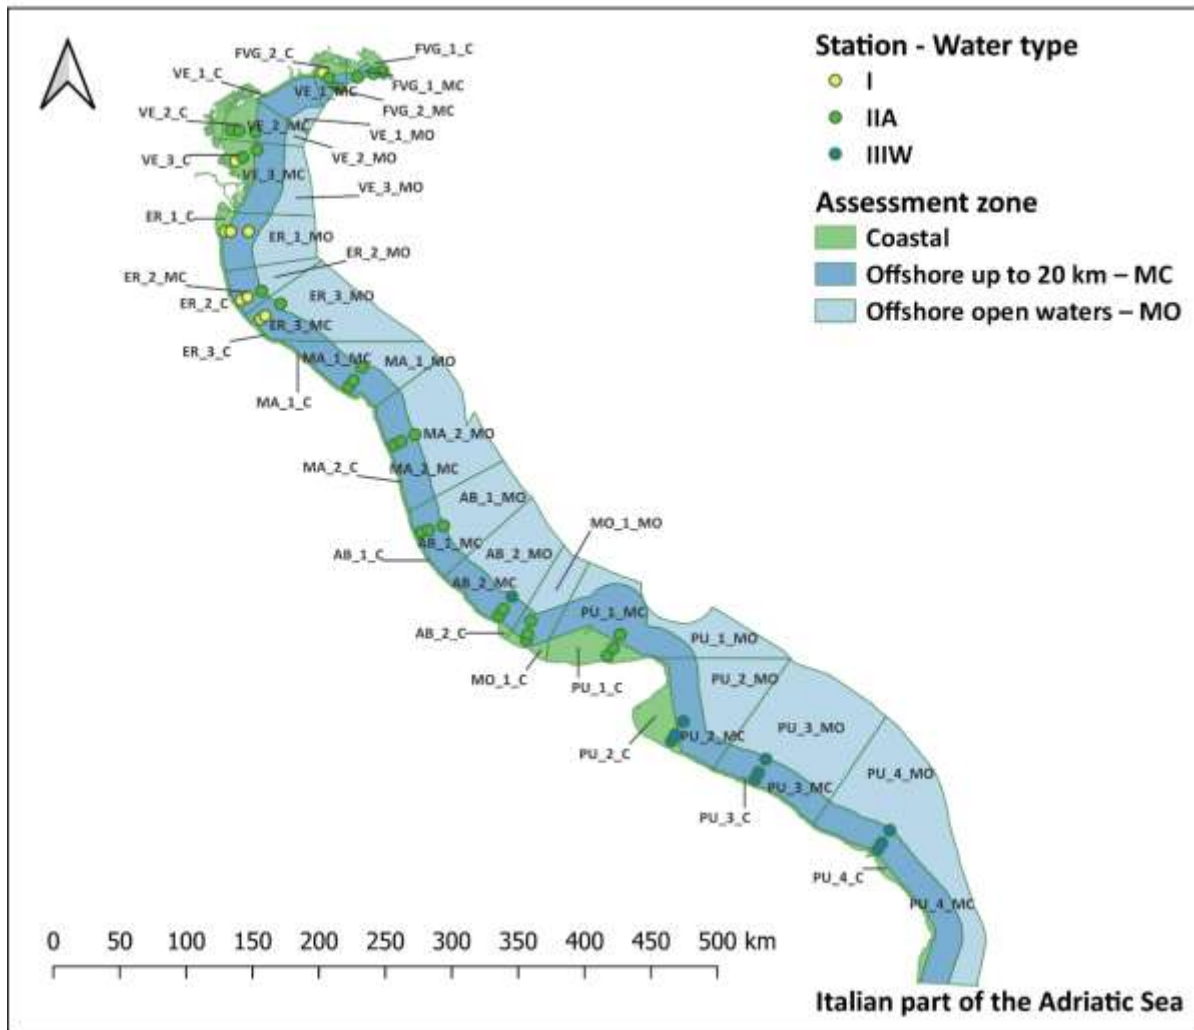 Station - Water type
I
IIA
IIIW
Assessment zone
Coastal
Offshore up to 20 km – MC
Offshore open waters – MO
FVG_2_C
FVG_1_C
VE_1_C
VE_1_MC
FVG_1_MC
VE_2_C
FVG_2_MC
VE_2_MC
VE_1_MO
VE_2_MO
VE_3_C
VE_3_MC
VE_3_MO
ER_1_C
ER_1_MO
ER_2_MO
ER_2_MC
ER_2_C
ER_3_MO
ER_3_MC
ER_3_C
MA_1_MC
MA_1_MO
MA_1_C
MA_2_MO
MA_2_C
MA_2_MC
AB_1_MO
MO_1_MO
AB_1_C
AB_1_MC
AB_2_MO
AB_2_MC
PU_1_MC
AB_2_C
PU_1_MO
MO_1_C
PU_1_C
PU_2_MO
PU_3_MO
PU_2_C
PU_2_MC
PU_4_MO
PU_3_MC
PU_3_C
PU_4_C
PU_4_MC
0 50 100 150 200 250 300 350 400 450 500 km
Italian part of the Adriatic Sea